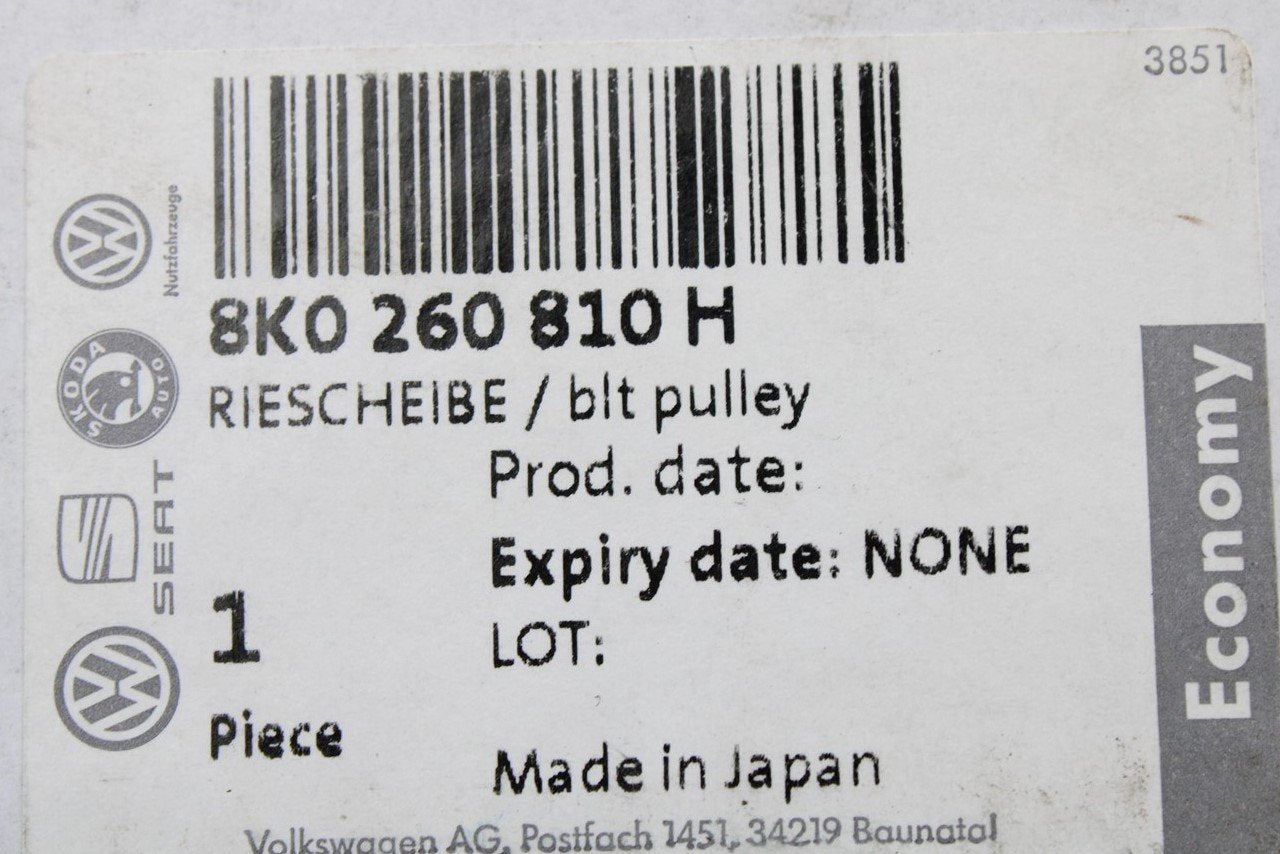 3851
Nutzfahrzeuge
8K0 260 810 H
SKODA AUTO
RIESCHEIBE / blt pulley
Prod. date:
SEAT
Expiry date: NONE
1
LOT:
Economy
Piece
Made in Japan
Volkswagen AG, Postfach 1451, 34219 Baunatal